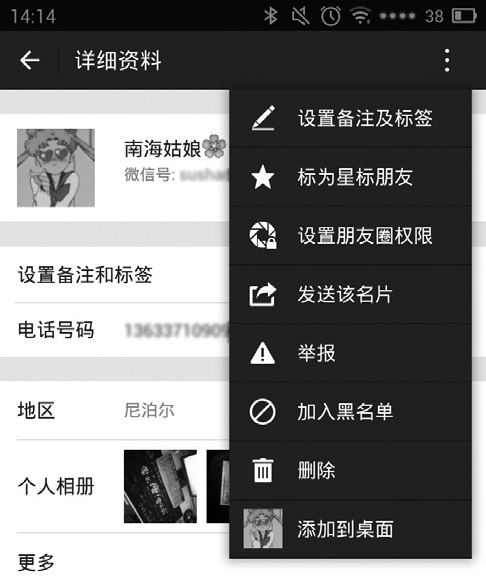 14:14
38
详细资料
南海姑娘
微信号:
设置备注和标签
电话号码
地区 尼泊尔
个人相册
更多
设置备注及标签
标为星标朋友
设置朋友圈权限
发送该名片
举报
加入黑名单
删除
添加到桌面